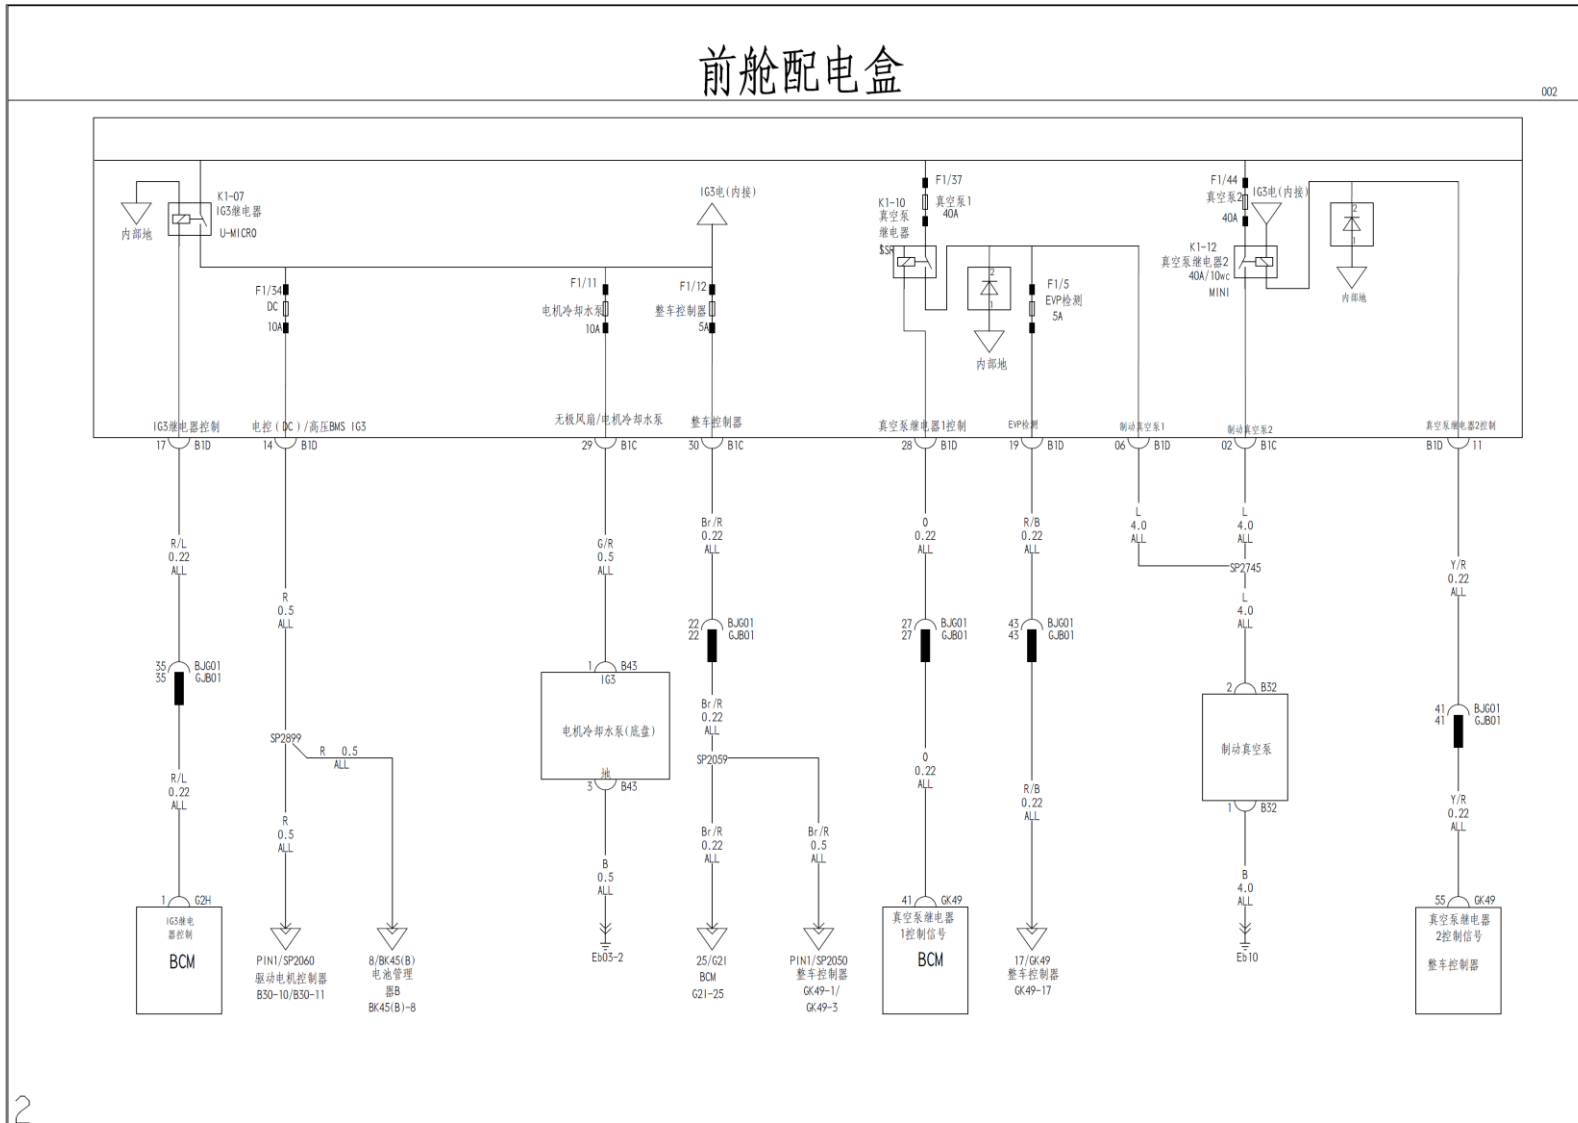 前舱配电盒
002
K1-07
IG3继电器
U-MICRO
内部地
F1/34
DC
10A
F1/11
电机冷却水泵
10A
IG3电(内接)
F1/12
整车控制器
5A
F1/37
真空泵1
40A
K1-10
真空泵
继电器
SSR
2
1
内部地
F1/5
EVP检测
5A
F1/44
真空泵2
40A
IG3电(内接)
K1-12
真空泵继电器2
40A/10wc
MINI
2
1
内部地
IG3继电器控制
电控(DC)/高压BMS IG3
无极风扇/电机冷却水泵
整车控制器
真空泵继电器1控制
EVP检测
制动真空泵1
制动真空泵2
真空泵继电器2控制
17 B1D
14 B1D
29 B1C
30 B1C
28 B1D
19 B1D
06 B1D
02 B1C
B1D 11
R/L
0.22
ALL
R
0.5
ALL
G/R
0.5
ALL
Br/R
0.22
ALL
O
0.22
ALL
R/B
0.22
ALL
L
4.0
ALL
L
4.0
ALL
SP2745
L
4.0
ALL
Y/R
0.22
ALL
35 BJG01
35 GJB01
22 BJG01
22 GJB01
27 BJG01
27 GJB01
43 BJG01
43 GJB01
41 BJG01
41 GJB01
1 B43
IG3
电机冷却水泵(底盘)
地
3 B43
2 B32
制动真空泵
1 B32
SP2899
R 0.5
ALL
Br/R
0.22
ALL
SP2059
R/L
0.22
ALL
R
0.5
ALL
B
0.5
ALL
Br/R
0.22
ALL
Br/R
0.5
ALL
O
0.22
ALL
R/B
0.22
ALL
B
4.0
ALL
Y/R
0.22
ALL
1 G2H
IG3继电
器控制
BCM
PIN1/SP2060
驱动电机控制器
B30-10/B30-11
8/BK45(B)
电池管理
器B
BK45(B)-8
Eb03-2
25/G2I
BCM
G2I-25
PIN1/SP2050
整车控制器
GK49-1/
GK49-3
41 GK49
真空泵继电器
1控制信号
BCM
17/GK49
整车控制器
GK49-17
Eb10
55 GK49
真空泵继电器
2控制信号
整车控制器
2